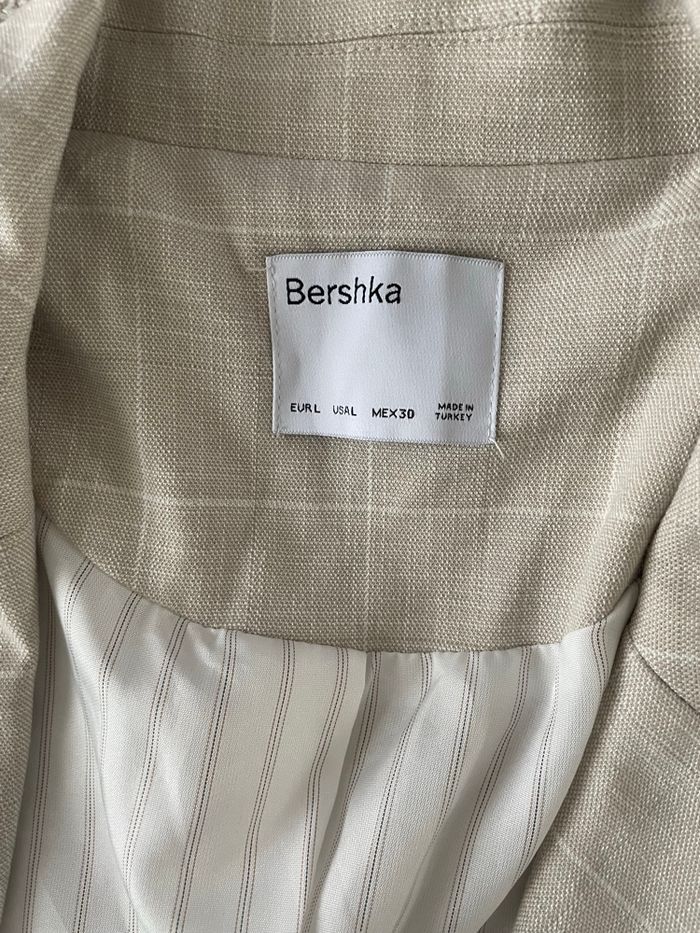 Bershka
EUR L USA L MEX 30 MADE IN
TURKEY